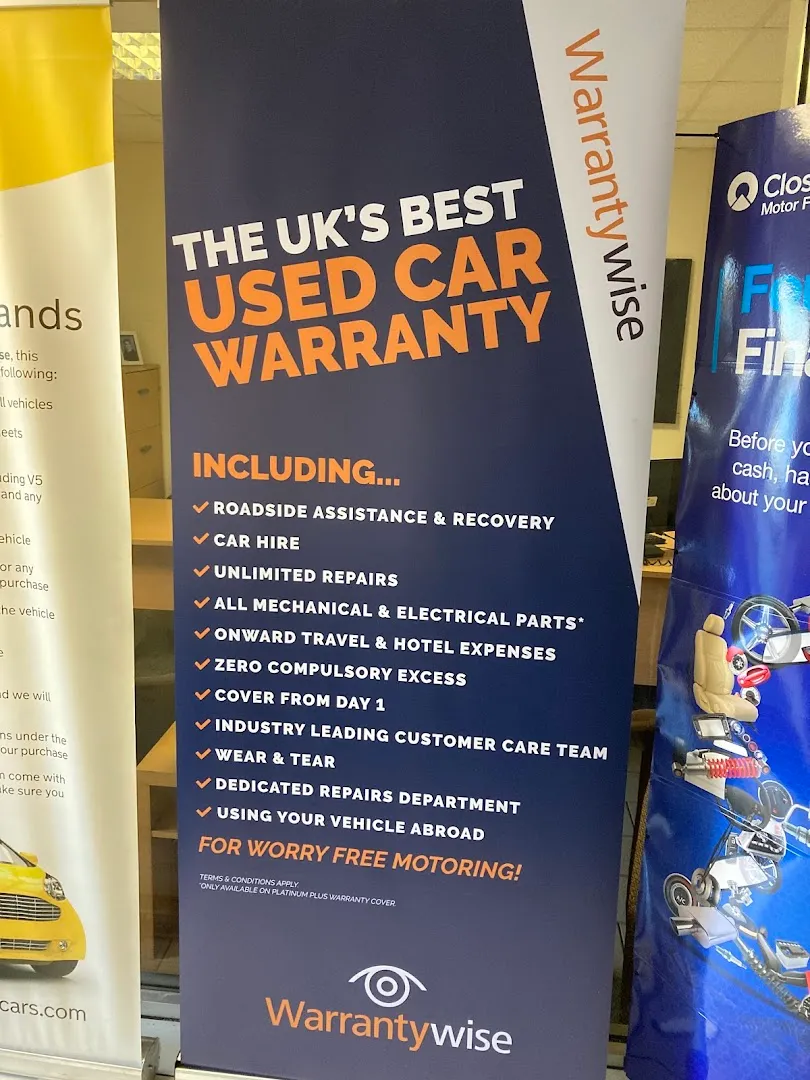 THE UK'S BEST
USED CAR
WARRANTY
Warrantywise
INCLUDING...
ROADSIDE ASSISTANCE & RECOVERY
CAR HIRE
UNLIMITED REPAIRS
ALL MECHANICAL & ELECTRICAL PARTS*
ONWARD TRAVEL & HOTEL EXPENSES
ZERO COMPULSORY EXCESS
COVER FROM DAY 1
INDUSTRY LEADING CUSTOMER CARE TEAM
WEAR & TEAR
DEDICATED REPAIRS DEPARTMENT
USING YOUR VEHICLE ABROAD
FOR WORRY FREE MOTORING!
TERMS & CONDITIONS APPLY
*ONLY AVAILABLE ON PLATINUM PLUS WARRANTY COVER.
Warrantywise
ands
se, this
following:
ll vehicles
eets
ding V5
and any
ehicle
or any
purchase
he vehicle
e
d we will
ns under the
our purchase
n come with
ke sure you
cars.com
Clos
Motor F
Fin
Before yo
cash, ha
about your